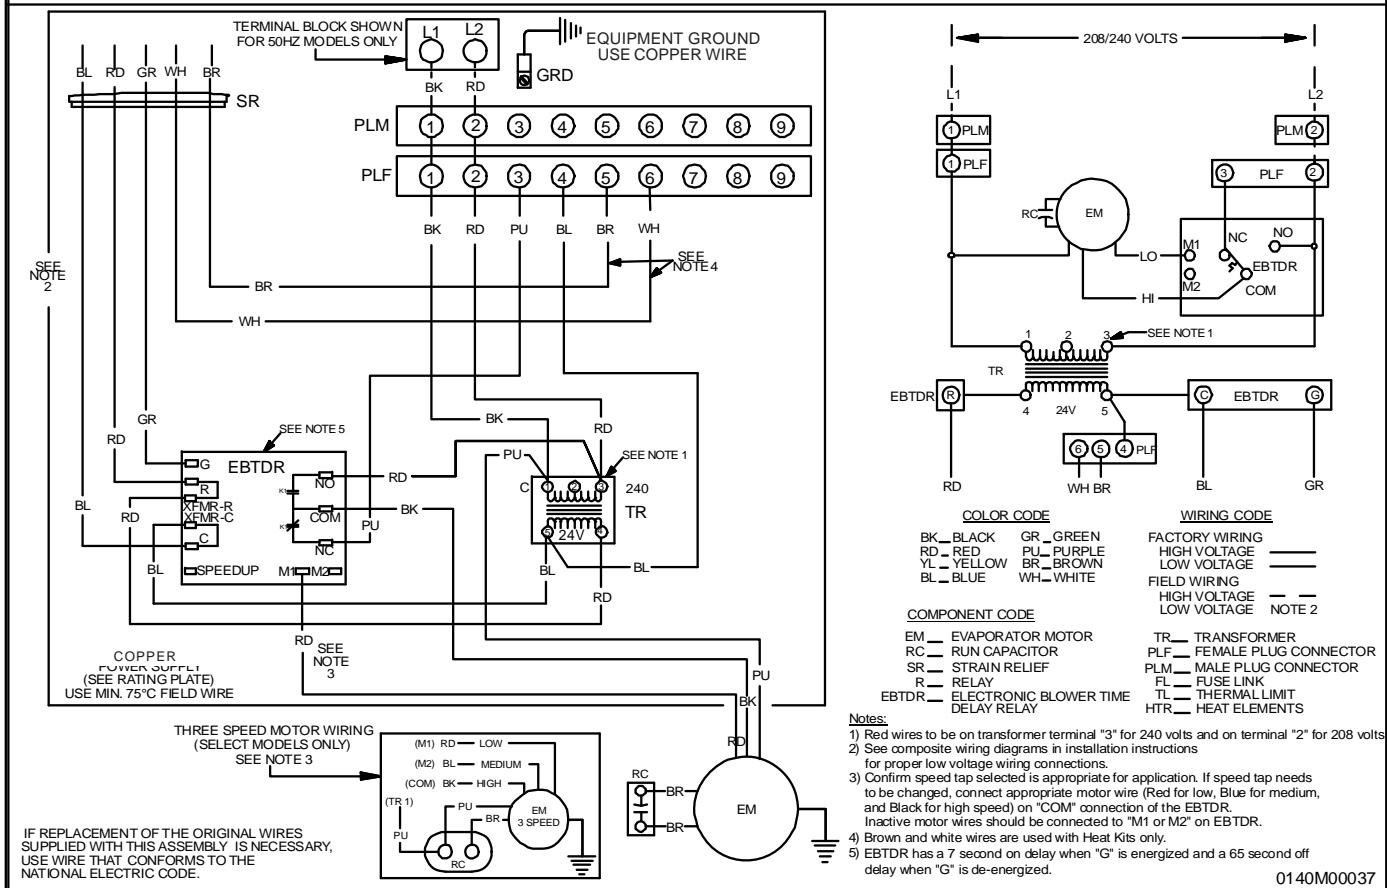 TERMINAL BLOCK SHOWN
FOR 50HZ MODELS ONLY
L1 L2
EQUIPMENT GROUND
USE COPPER WIRE
GRD
BL RD GR WH BR
SR
BK RD
PLM 1 2 3 4 5 6 7 8 9
PLF 1 2 3 4 5 6 7 8 9
BK RD PU BL BR WH
SEE
NOTE 4
SEE
NOTE
2
BR
WH
GR
RD
BL
RD
BL
SEE NOTE 5
EBTDR
G
R
XFMR-R
XFMR-C
C
SPEEDUP
M1 M2
K1
K1
NO
COM
NC
RD
BK
PU
BK
PU
RD
SEE NOTE 1
C 1 2 3 240
TR
5 24V 4
BL
BL
RD
RD
SEE
NOTE
3
COPPER
POWER SUPPLY
(SEE RATING PLATE)
USE MIN. 75°C FIELD WIRE
PU
BK
RD
THREE SPEED MOTOR WIRING
(SELECT MODELS ONLY)
SEE NOTE 3
(M1) RD LOW
(M2) BL MEDIUM
(COM) BK HIGH
(TR 1)
PU
BR
PU
EM
3 SPEED
RC
RC
BR
BR
EM
IF REPLACEMENT OF THE ORIGINAL WIRES
SUPPLIED WITH THIS ASSEMBLY IS NECESSARY,
USE WIRE THAT CONFORMS TO THE
NATIONAL ELECTRIC CODE.
208/240 VOLTS
L1 L2
1 PLM
PLM 2
1 PLF
3 PLF 2
RC
EM
LO
HI
M1
M2
NC
NO
EBTDR
COM
1 2 3
SEE NOTE 1
TR
4 24V 5
EBTDR R
C EBTDR G
6 5 4 PLF
RD
WH BR
BL
GR
COLOR CODE
BK BLACK GR GREEN
RD RED PU PURPLE
YL YELLOW BR BROWN
BL BLUE WH WHITE
WIRING CODE
FACTORY WIRING
HIGH VOLTAGE
LOW VOLTAGE
FIELD WIRING
HIGH VOLTAGE
LOW VOLTAGE NOTE 2
COMPONENT CODE
EM EVAPORATOR MOTOR
RC RUN CAPACITOR
SR STRAIN RELIEF
R RELAY
EBTDR ELECTRONIC BLOWER TIME
DELAY RELAY
TR TRANSFORMER
PLF FEMALE PLUG CONNECTOR
PLM MALE PLUG CONNECTOR
FL FUSE LINK
TL THERMAL LIMIT
HTR HEAT ELEMENTS
Notes:
1) Red wires to be on transformer terminal "3" for 240 volts and on terminal "2" for 208 volts
2) See composite wiring diagrams in installation instructions
for proper low voltage wiring connections.
3) Confirm speed tap selected is appropriate for application. If speed tap needs
to be changed, connect appropriate motor wire (Red for low, Blue for medium,
and Black for high speed) on "COM" connection of the EBTDR.
Inactive motor wires should be connected to "M1 or M2" on EBTDR.
4) Brown and white wires are used with Heat Kits only.
5) EBTDR has a 7 second on delay when "G" is energized and a 65 second off
delay when "G" is de-energized.
0140M00037